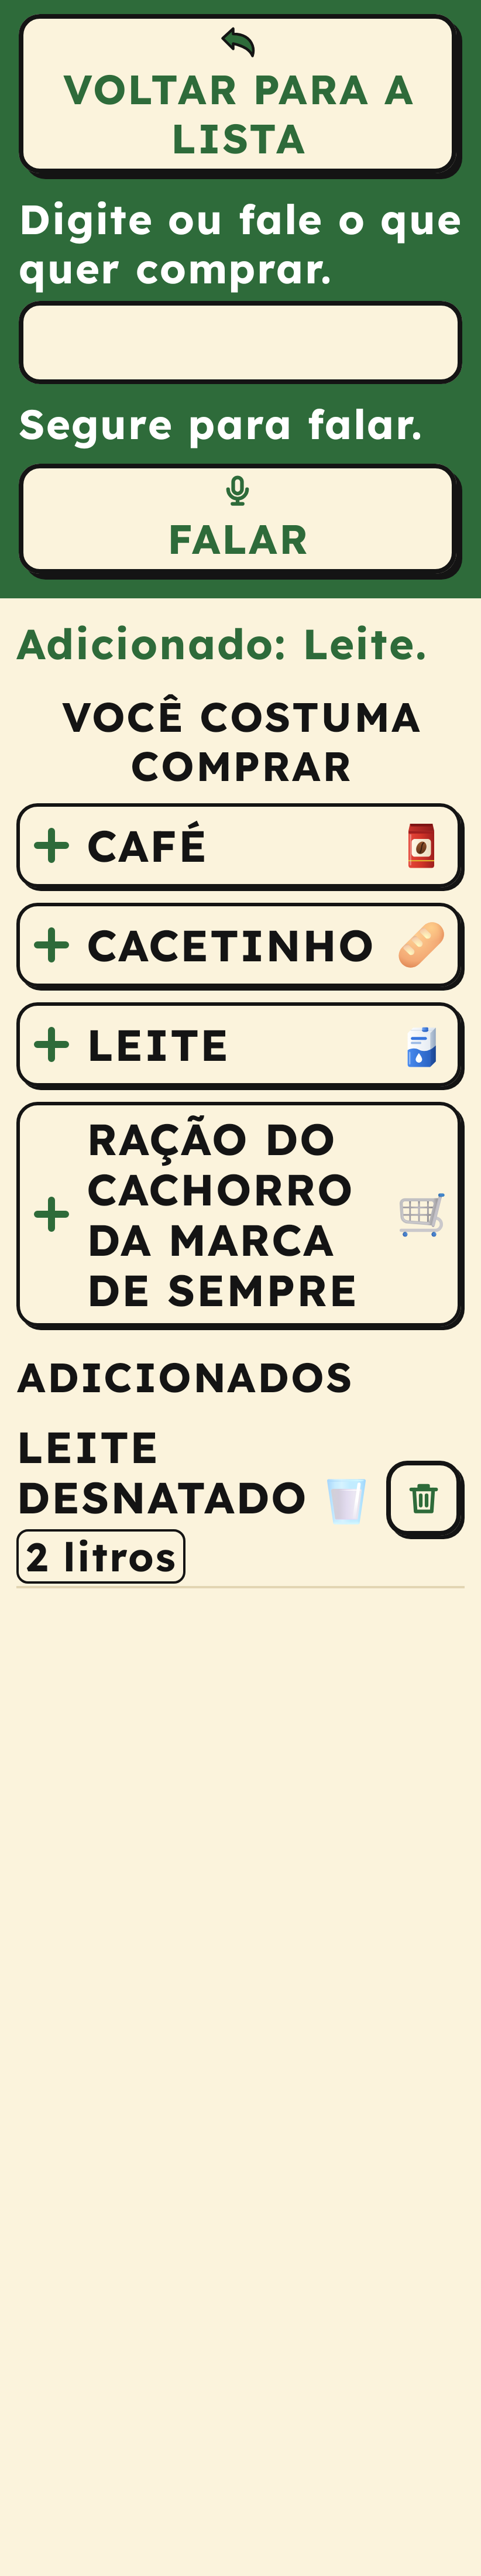 VOLTAR PARA A
LISTA
Digite ou fale o que
quer comprar.
Segure para falar.
FALAR
Adicionado: Leite.
VOCÊ COSTUMA
COMPRAR
CAFÉ
CACETINHO
LEITE
RAÇÃO DO
CACHORRO
DA MARCA
DE SEMPRE
ADICIONADOS
LEITE
DESNATADO
2 litros